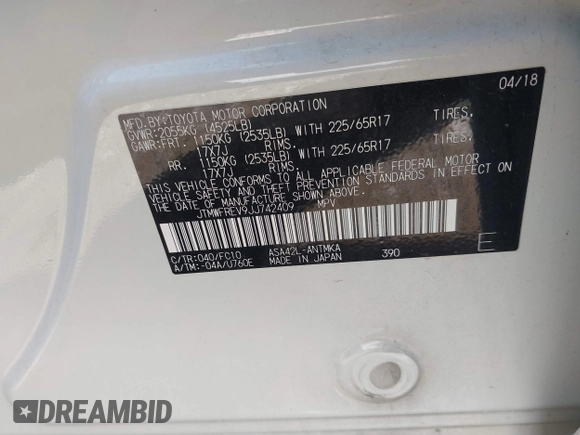 MFD.BY:TOYOTA MOTOR CORPORATION 04/18
GVWR:2055KG (4525LB)
GAWR:FRT. 1150KG (2535LB) WITH 225/65R17 TIRES.
17X7J RIMS.
RR. 1150KG (2535LB) WITH 225/65R17 TIRES.
17X7J RIMS.
THIS VEHICLE CONFORMS TO ALL APPLICABLE FEDERAL MOTOR
VEHICLE SAFETY, BUMPER, AND THEFT PREVENTION STANDARDS IN EFFECT ON
THE DATE OF MANUFACTURE SHOWN ABOVE.
JTMWFREV9JJ742409 MPV
C/TR:040/FC10 ASA42L-ANTMKA 390 E
A/TM:-04A/U760E MADE IN JAPAN
DREAMBID